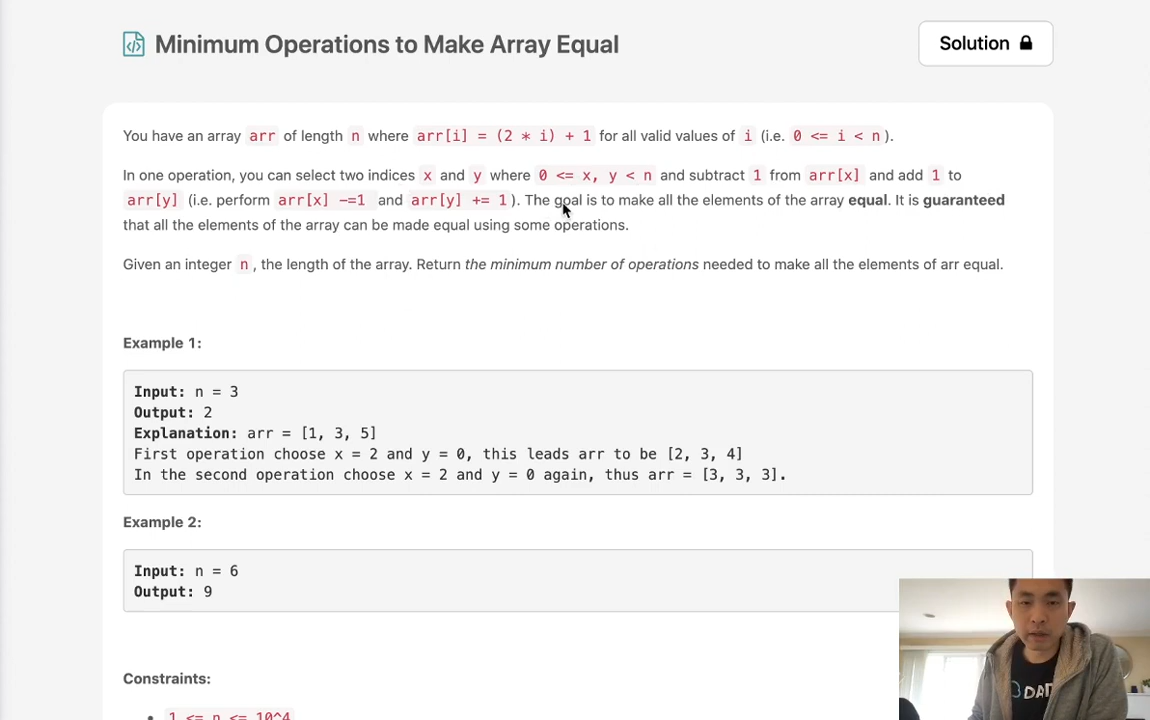 Minimum Operations to Make Array Equal
Solution
You have an array arr of length n where arr[i] = (2 * i) + 1 for all valid values of i (i.e. 0 <= i < n).
In one operation, you can select two indices x and y where 0 <= x, y < n and subtract 1 from arr[x] and add 1 to
arr[y] (i.e. perform arr[x] -=1 and arr[y] += 1). The goal is to make all the elements of the array equal. It is guaranteed
that all the elements of the array can be made equal using some operations.
Given an integer n, the length of the array. Return the minimum number of operations needed to make all the elements of arr equal.
Example 1:
Input: n = 3
Output: 2
Explanation: arr = [1, 3, 5]
First operation choose x = 2 and y = 0, this leads arr to be [2, 3, 4]
In the second operation choose x = 2 and y = 0 again, thus arr = [3, 3, 3].
Example 2:
Input: n = 6
Output: 9
Constraints:
1 <= n <= 10^4